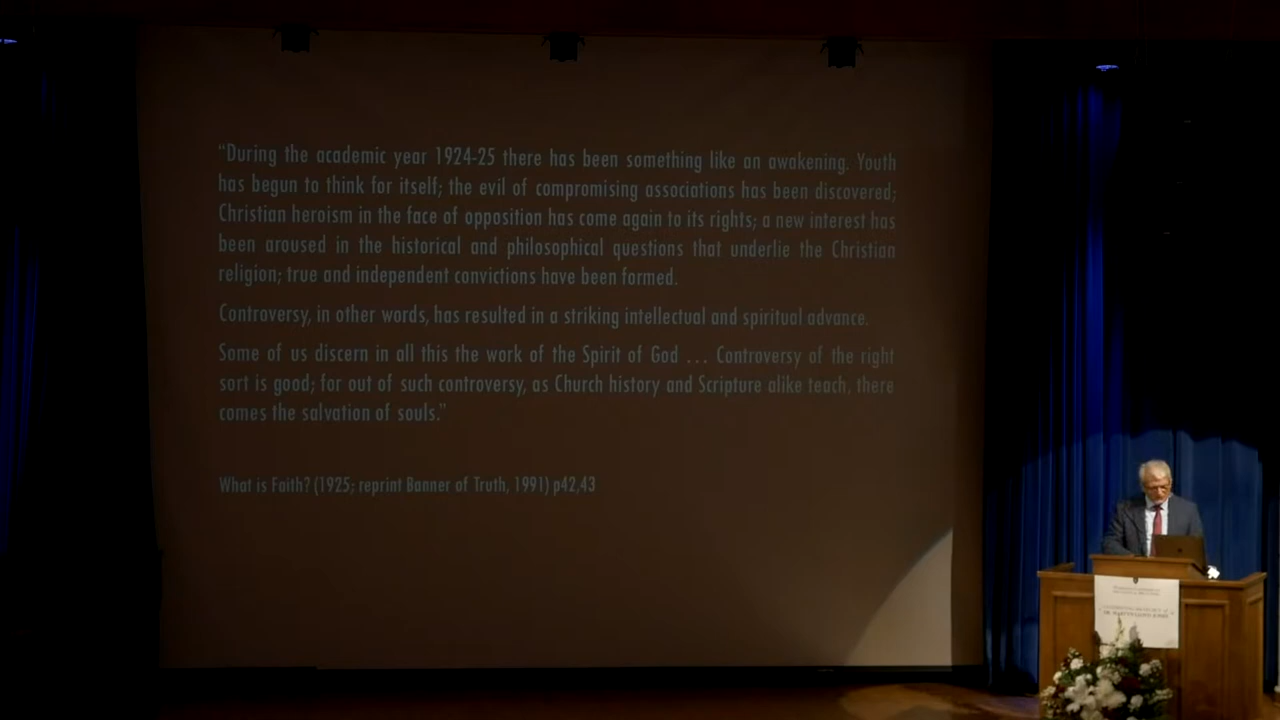 “During the academic year 1924-25 there has been something like an awakening. Youth
has begun to think for itself; the evil of compromising associations has been discovered;
Christian heroism in the face of opposition has come again to its rights; a new interest has
been aroused in the historical and philosophical questions that underlie the Christian
religion; true and independent convictions have been formed.
Controversy, in other words, has resulted in a striking intellectual and spiritual advance.
Some of us discern in all this the work of the Spirit of God ... Controversy of the right
sort is good; for out of such controversy, as Church history and Scripture alike teach, there
comes the salvation of souls.”
What is Faith? (1925; reprint Banner of Truth, 1991) p42,43